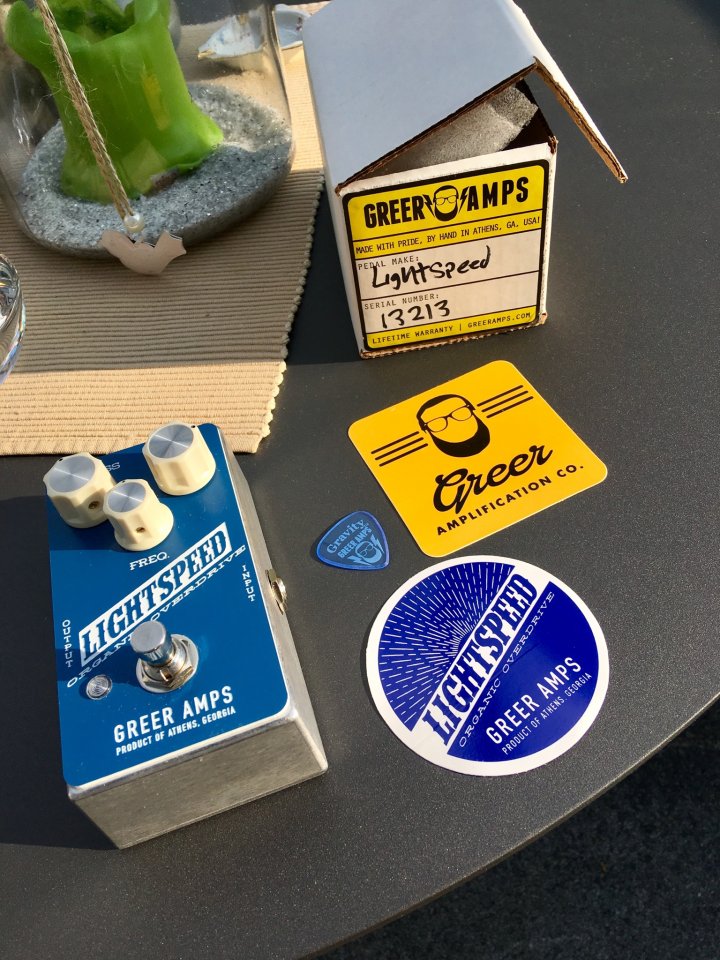 GREER AMPS
MADE WITH PRIDE, BY HAND IN ATHENS, GA, USA!
PEDAL MAKE:
LightSpeed
SERIAL NUMBER:
13213
LIFETIME WARRANTY | GREERAMPS.COM
Greer
AMPLIFICATION CO.
Gravity
GREER AMPS
LIGHTSPEED
ORGANIC OVERDRIVE
GREER AMPS
PRODUCT OF ATHENS, GEORGIA
FREQ.
INPUT
OUTPUT
LIGHTSPEED
ORGANIC OVERDRIVE
GREER AMPS
PRODUCT OF ATHENS, GEORGIA